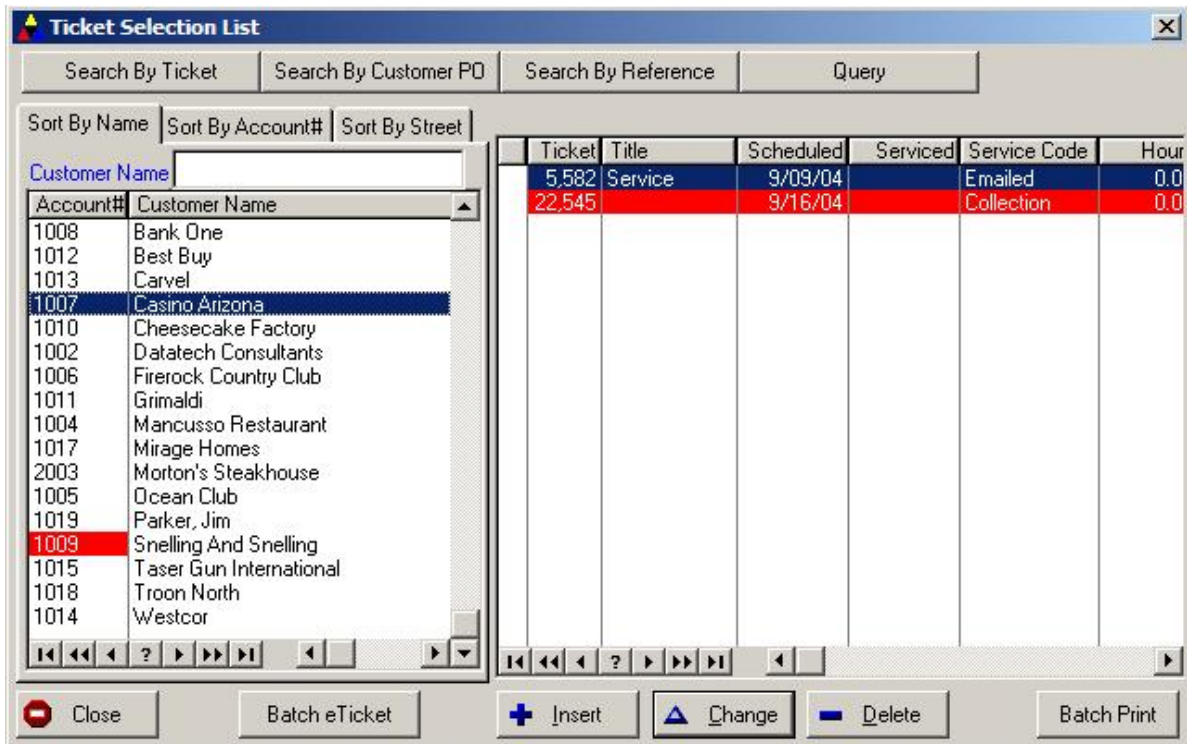 Ticket Selection List
Search By Ticket Search By Customer PO Search By Reference Query
Sort By Name Sort By Account# Sort By Street
Customer Name
Account# Customer Name
1008 Bank One
1012 Best Buy
1013 Carvel
1007 Casino Arizona
1010 Cheesecake Factory
1002 Datatech Consultants
1006 Firerock Country Club
1011 Grimaldi
1004 Mancusso Restaurant
1017 Mirage Homes
2003 Morton's Steakhouse
1005 Ocean Club
1019 Parker, Jim
1009 Snelling And Snelling
1015 Taser Gun International
1018 Troon North
1014 Westcor
?
Ticket Title Scheduled Serviced Service Code Hour
5,582 Service 9/09/04 Emailed 0.0
22,545 9/16/04 Collection 0.0
?
Close Batch eTicket Insert Change Delete Batch Print